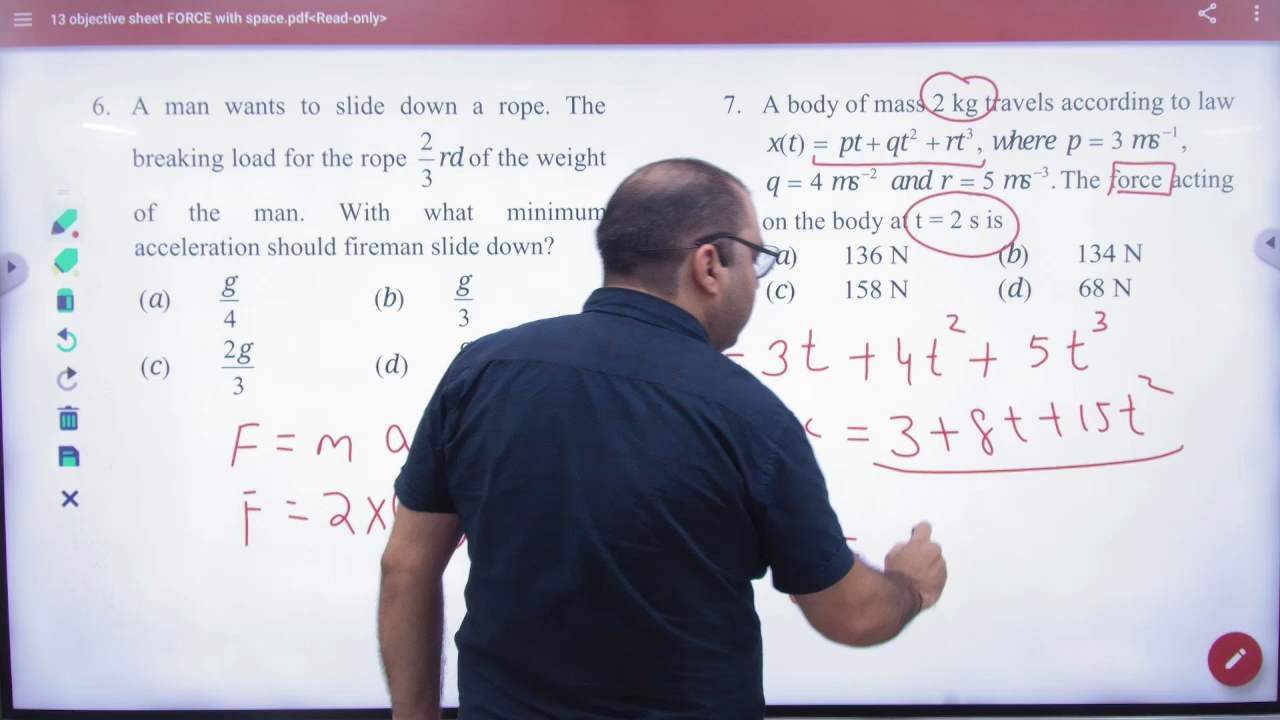 13 objective sheet FORCE with space.pdf<Read-only>
6. A man wants to slide down a rope. The
breaking load for the rope 2/3 rd of the weight
of the man. With what minimum
acceleration should fireman slide down?
(a) g/4 (b) g/3
(c) 2g/3 (d)
F = m a
F = 2 x
7. A body of mass 2 kg travels according to law
x(t) = pt + qt² + rt³, where p = 3 ms⁻¹,
q = 4 ms⁻² and r = 5 ms⁻³. The force acting
on the body at t = 2 s is
(a) 136 N (b) 134 N
(c) 158 N (d) 68 N
3t + 4t² + 5t³
= 3 + 8t + 15t²